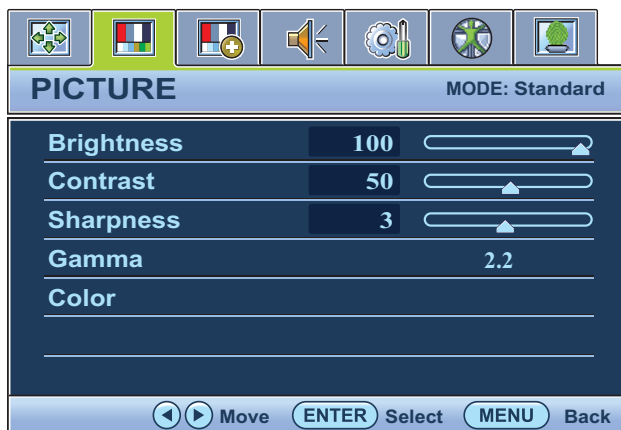 PICTURE MODE: Standard
Brightness 100
Contrast 50
Sharpness 3
Gamma 2.2
Color
Move ENTER Select MENU Back